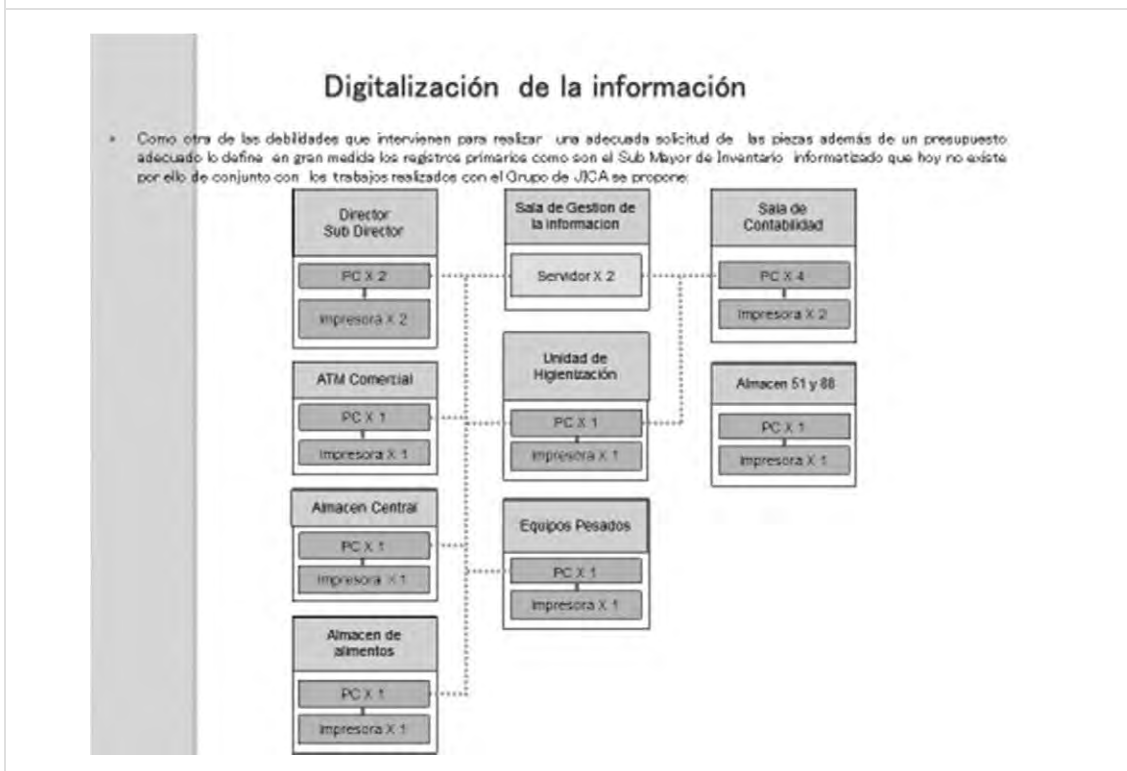 Digitalización de la información
• Como otra de las debilidades que intervienen para realizar una adecuada solicitud de las piezas además de un presupuesto
adecuado lo define en gran medida los registros primarios como son el Sub Mayor de Inventario informatizado que hoy no existe
por ello de conjunto con los trabajos realizados con el Grupo de JICA se propone:
Director
Sub Director
PC X 2
Impresora X 2
Sala de Gestion de
la informacion
Servidor X 2
Sala de
Contabilidad
PC X 4
Impresora X 2
ATM Comercial
PC X 1
Impresora X 1
Unidad de
Higienización
PC X 1
Impresora X 1
Almacen 51 y 88
PC X 1
Impresora X 1
Almacen Central
PC X 1
Impresora X 1
Equipos Pesados
PC X 1
Impresora X 1
Almacen de
alimentos
PC X 1
Impresora X 1